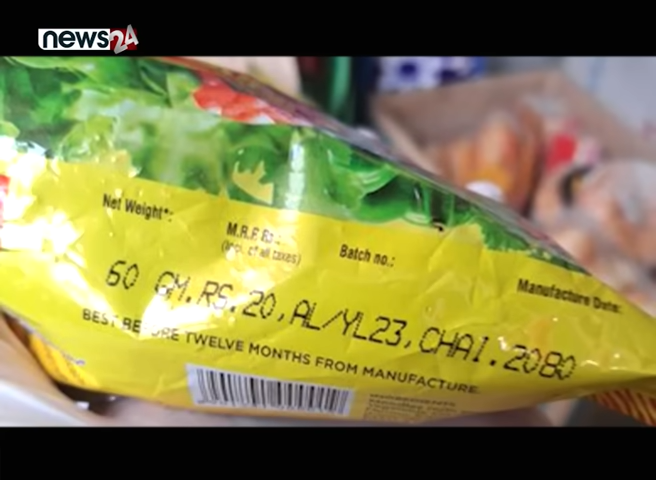 news24
Net Weight*:
M.R.P. Rs.:
(incl. of all taxes)
Batch no.:
Manufacture Date:
60 GM.RS.20,AL/YL23,CHAI.2080
BEST BEFORE TWELVE MONTHS FROM MANUFACTURE.
INGREDIENTS